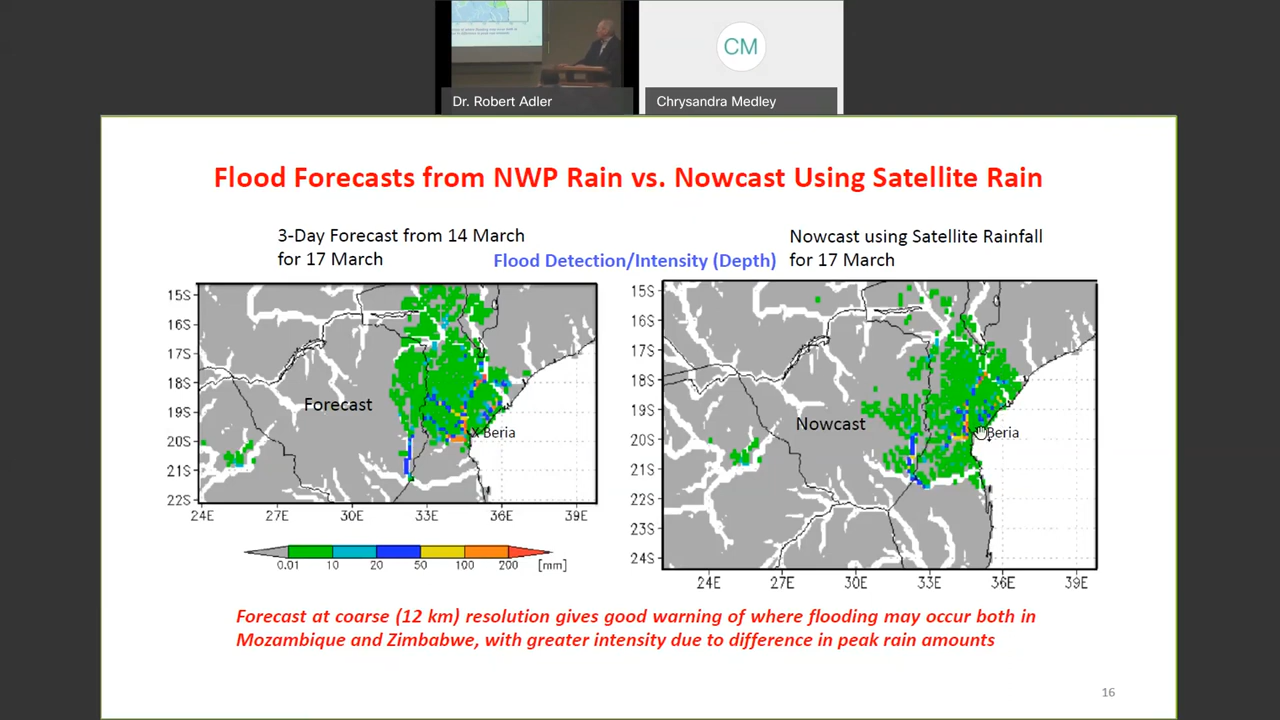 Dr. Robert Adler
CM
Chrysandra Medley
Flood Forecasts from NWP Rain vs. Nowcast Using Satellite Rain
3-Day Forecast from 14 March
for 17 March
Flood Detection/Intensity (Depth)
Nowcast using Satellite Rainfall
for 17 March
15S
16S
17S
18S
19S
20S
21S
22S
24E
27E
30E
33E
36E
39E
Forecast
X Beria
0.01
10
20
50
100
200
[mm]
15S
16S
17S
18S
19S
20S
21S
22S
23S
24S
24E
27E
30E
33E
36E
39E
Nowcast
Beria
Forecast at coarse (12 km) resolution gives good warning of where flooding may occur both in
Mozambique and Zimbabwe, with greater intensity due to difference in peak rain amounts
16